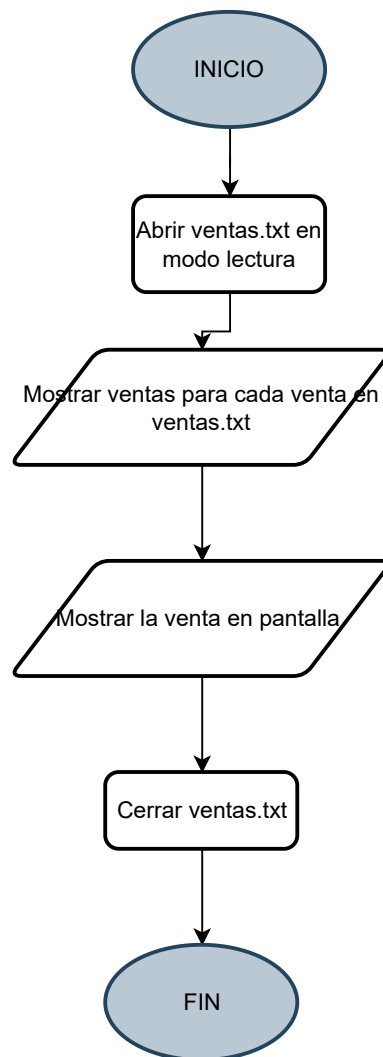 INICIO
Abrir ventas.txt en
modo lectura
Mostrar ventas para cada venta en
ventas.txt
Mostrar la venta en pantalla
Cerrar ventas.txt
FIN